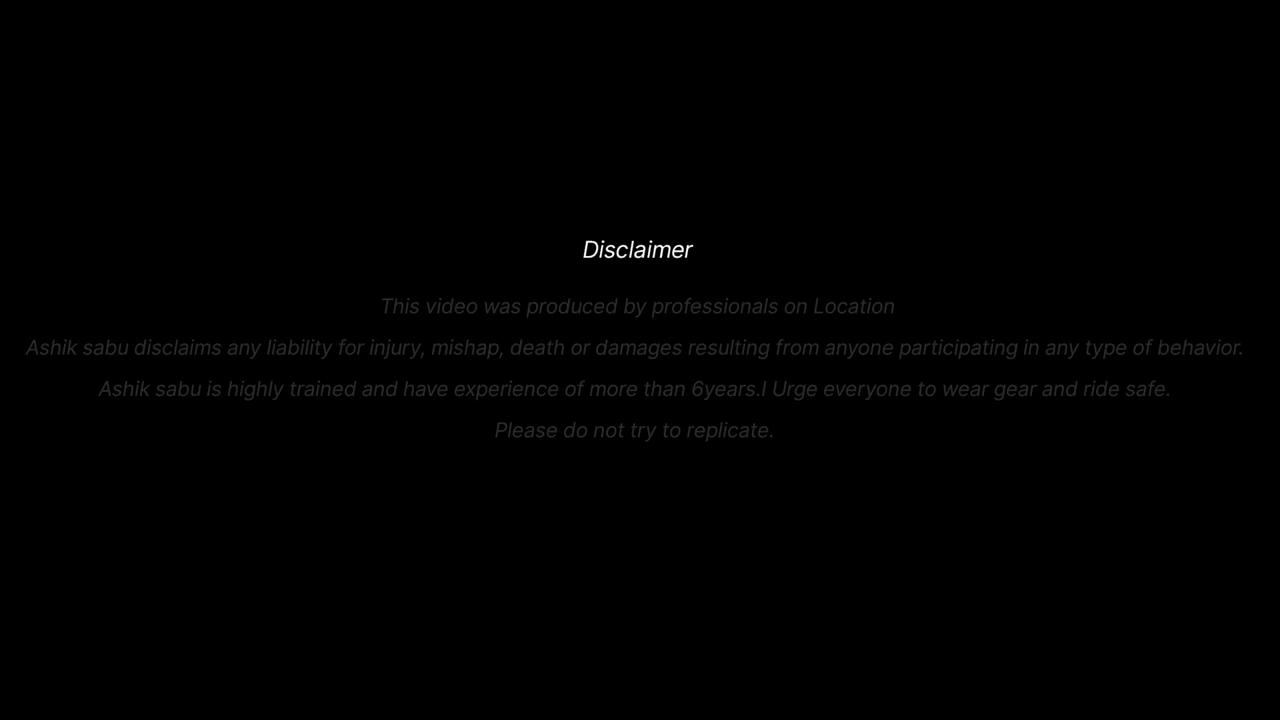 Disclaimer
This video was produced by professionals on Location
Ashik sabu disclaims any liability for injury, mishap, death or damages resulting from anyone participating in any type of behavior.
Ashik sabu is highly trained and have experience of more than 6years.I Urge everyone to wear gear and ride safe.
Please do not try to replicate.